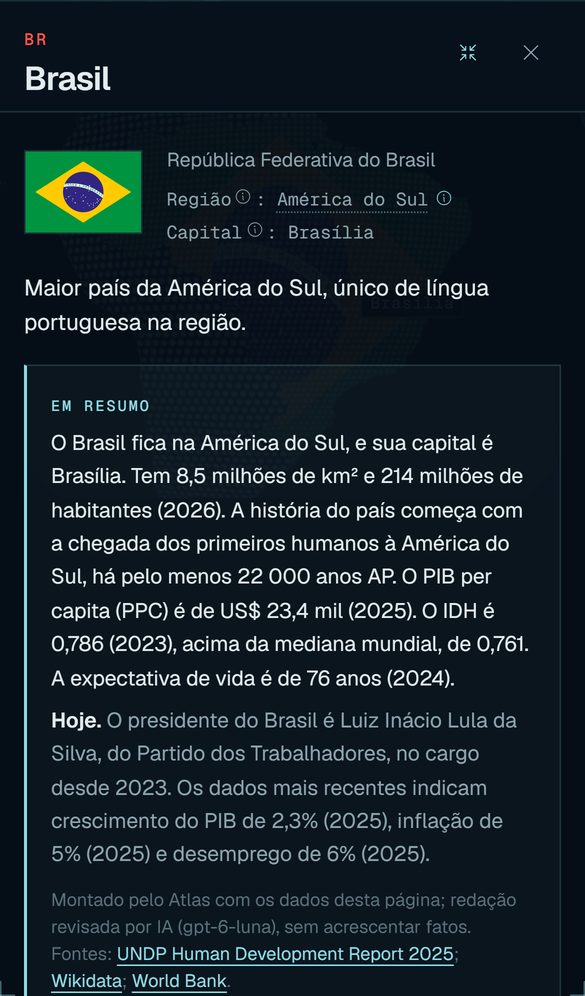 BR
Brasil
República Federativa do Brasil
Região ⓘ : América do Sul ⓘ
Capital ⓘ : Brasília
Maior país da América do Sul, único de língua
portuguesa na região.
Brasília
EM RESUMO
O Brasil fica na América do Sul, e sua capital é
Brasília. Tem 8,5 milhões de km² e 214 milhões de
habitantes (2026). A história do país começa com
a chegada dos primeiros humanos à América do
Sul, há pelo menos 22 000 anos AP. O PIB per
capita (PPC) é de US$ 23,4 mil (2025). O IDH é
0,786 (2023), acima da mediana mundial, de 0,761.
A expectativa de vida é de 76 anos (2024).
Hoje. O presidente do Brasil é Luiz Inácio Lula da
Silva, do Partido dos Trabalhadores, no cargo
desde 2023. Os dados mais recentes indicam
crescimento do PIB de 2,3% (2025), inflação de
5% (2025) e desemprego de 6% (2025).
Montado pelo Atlas com os dados desta página; redação
revisada por IA (gpt-6-luna), sem acrescentar fatos.
Fontes: UNDP Human Development Report 2025;
Wikidata; World Bank.